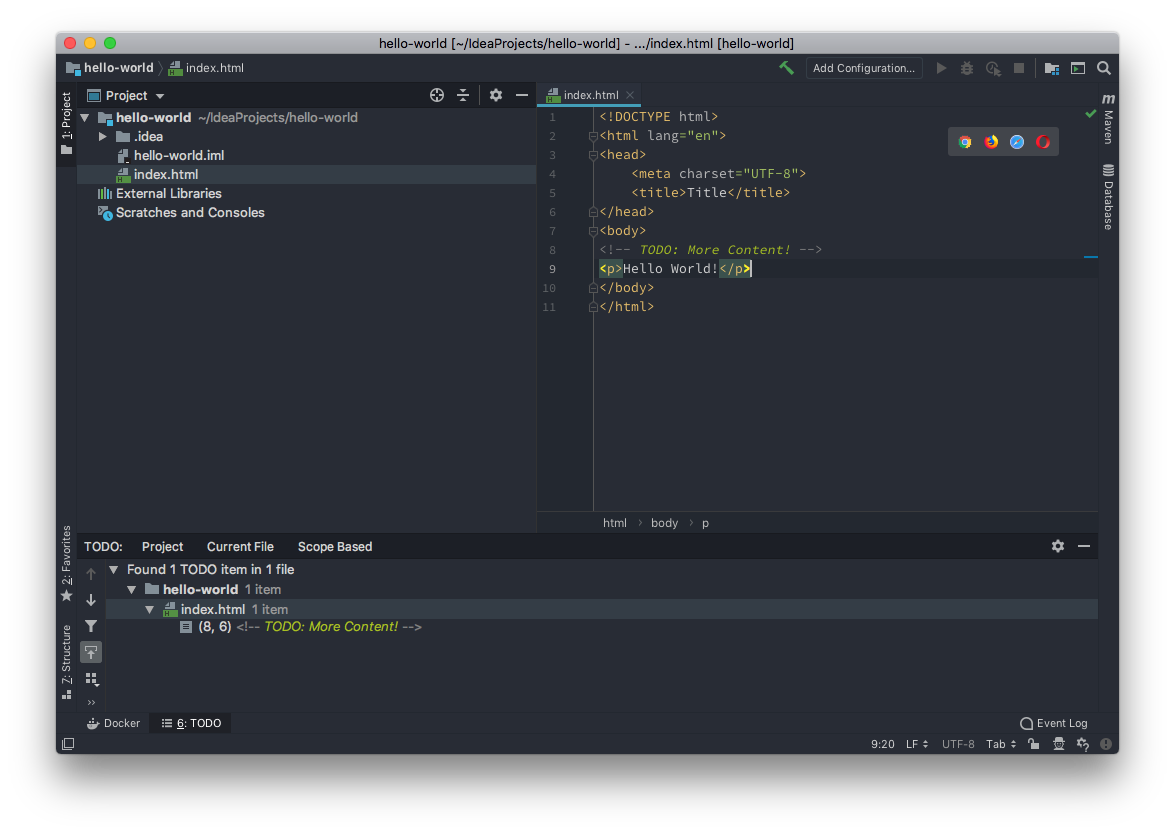 hello-world [~/IdeaProjects/hello-world] - .../index.html [hello-world]
hello-world index.html
Add Configuration...
1: Project
Project
hello-world ~/IdeaProjects/hello-world
.idea
hello-world.iml
index.html
External Libraries
Scratches and Consoles
index.html
1 <!DOCTYPE html>
2 <html lang="en">
3 <head>
4 <meta charset="UTF-8">
5 <title>Title</title>
6 </head>
7 <body>
8 <!-- TODO: More Content! -->
9 <p>Hello World!</p>
10 </body>
11 </html>
html › body › p
m Maven
Database
2: Favorites
Z: Structure
TODO: Project Current File Scope Based
Found 1 TODO item in 1 file
hello-world 1 item
index.html 1 item
(8, 6) <!-- TODO: More Content! -->
Docker
6: TODO
Event Log
9:20 LF UTF-8 Tab